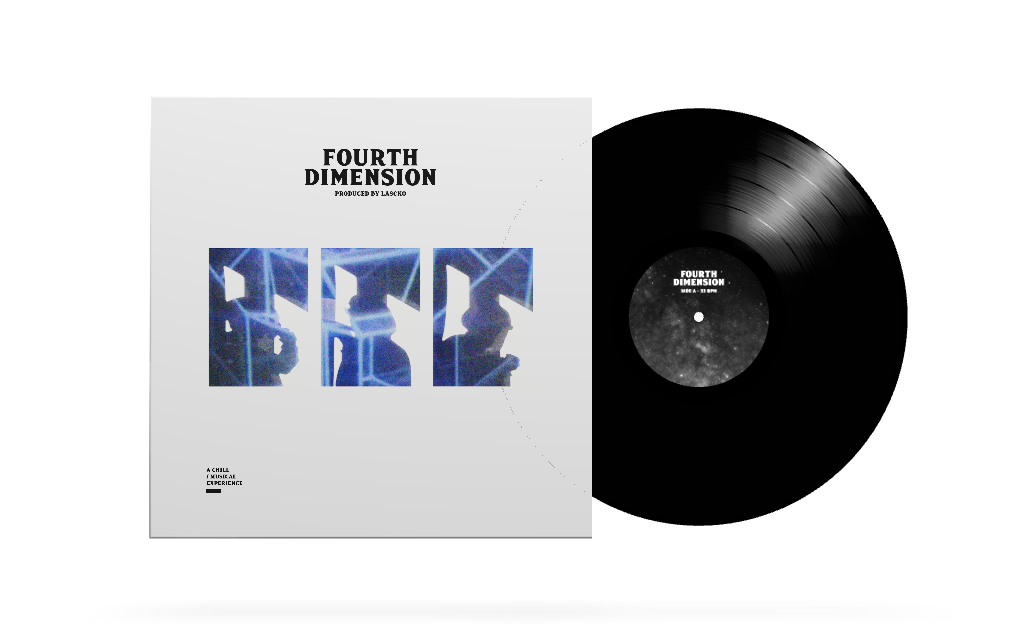 FOURTH
DIMENSION
PRODUCED BY LASCKO
A CHILL
/ MUSICAL
EXPERIENCE
FOURTH
DIMENSION
SIDE A - 33 RPM